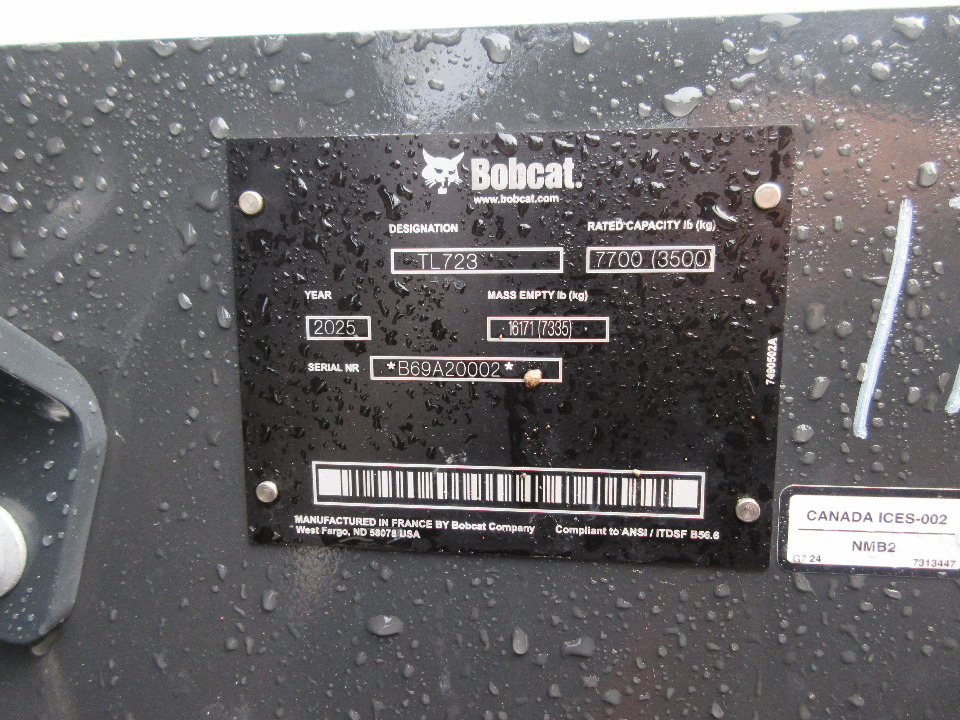 Bobcat.
www.bobcat.com
DESIGNATION
RATED CAPACITY lb (kg)
TL723
7700 (3500)
YEAR
MASS EMPTY lb (kg)
2025
16171 (7335)
SERIAL NR
*B69A20002*
7490502A
MANUFACTURED IN FRANCE BY Bobcat Company
West Fargo, ND 58078 USA
Compliant to ANSI / ITDSF B56.6
CANADA ICES-002
NMB2
G7 24
7313447